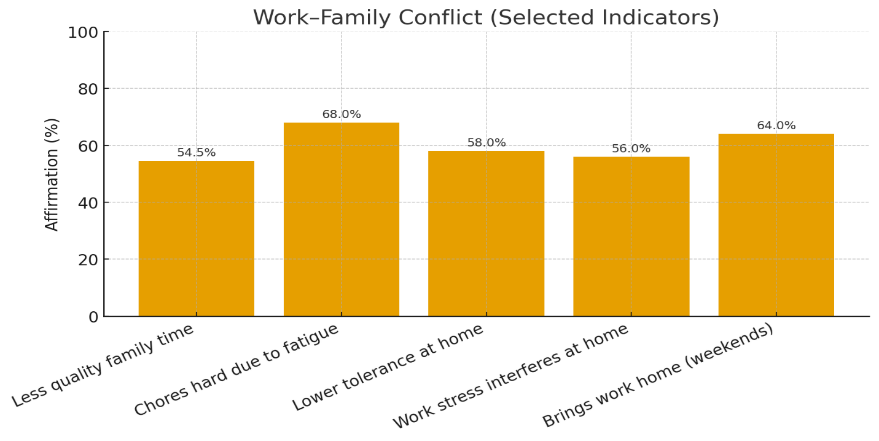 Work–Family Conflict (Selected Indicators)
Affirmation (%)
100
80
60
40
20
0
54.5%
68.0%
58.0%
56.0%
64.0%
Less quality family time
Chores hard due to fatigue
Lower tolerance at home
Work stress interferes at home
Brings work home (weekends)